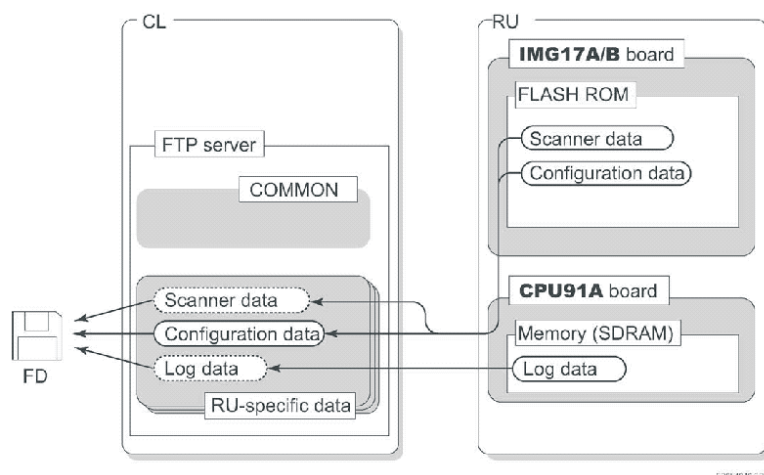 CL
FTP server
COMMON
Scanner data
Configuration data
Log data
RU-specific data
FD
RU
IMG17A/B board
FLASH ROM
Scanner data
Configuration data
CPU91A board
Memory (SDRAM)
Log data